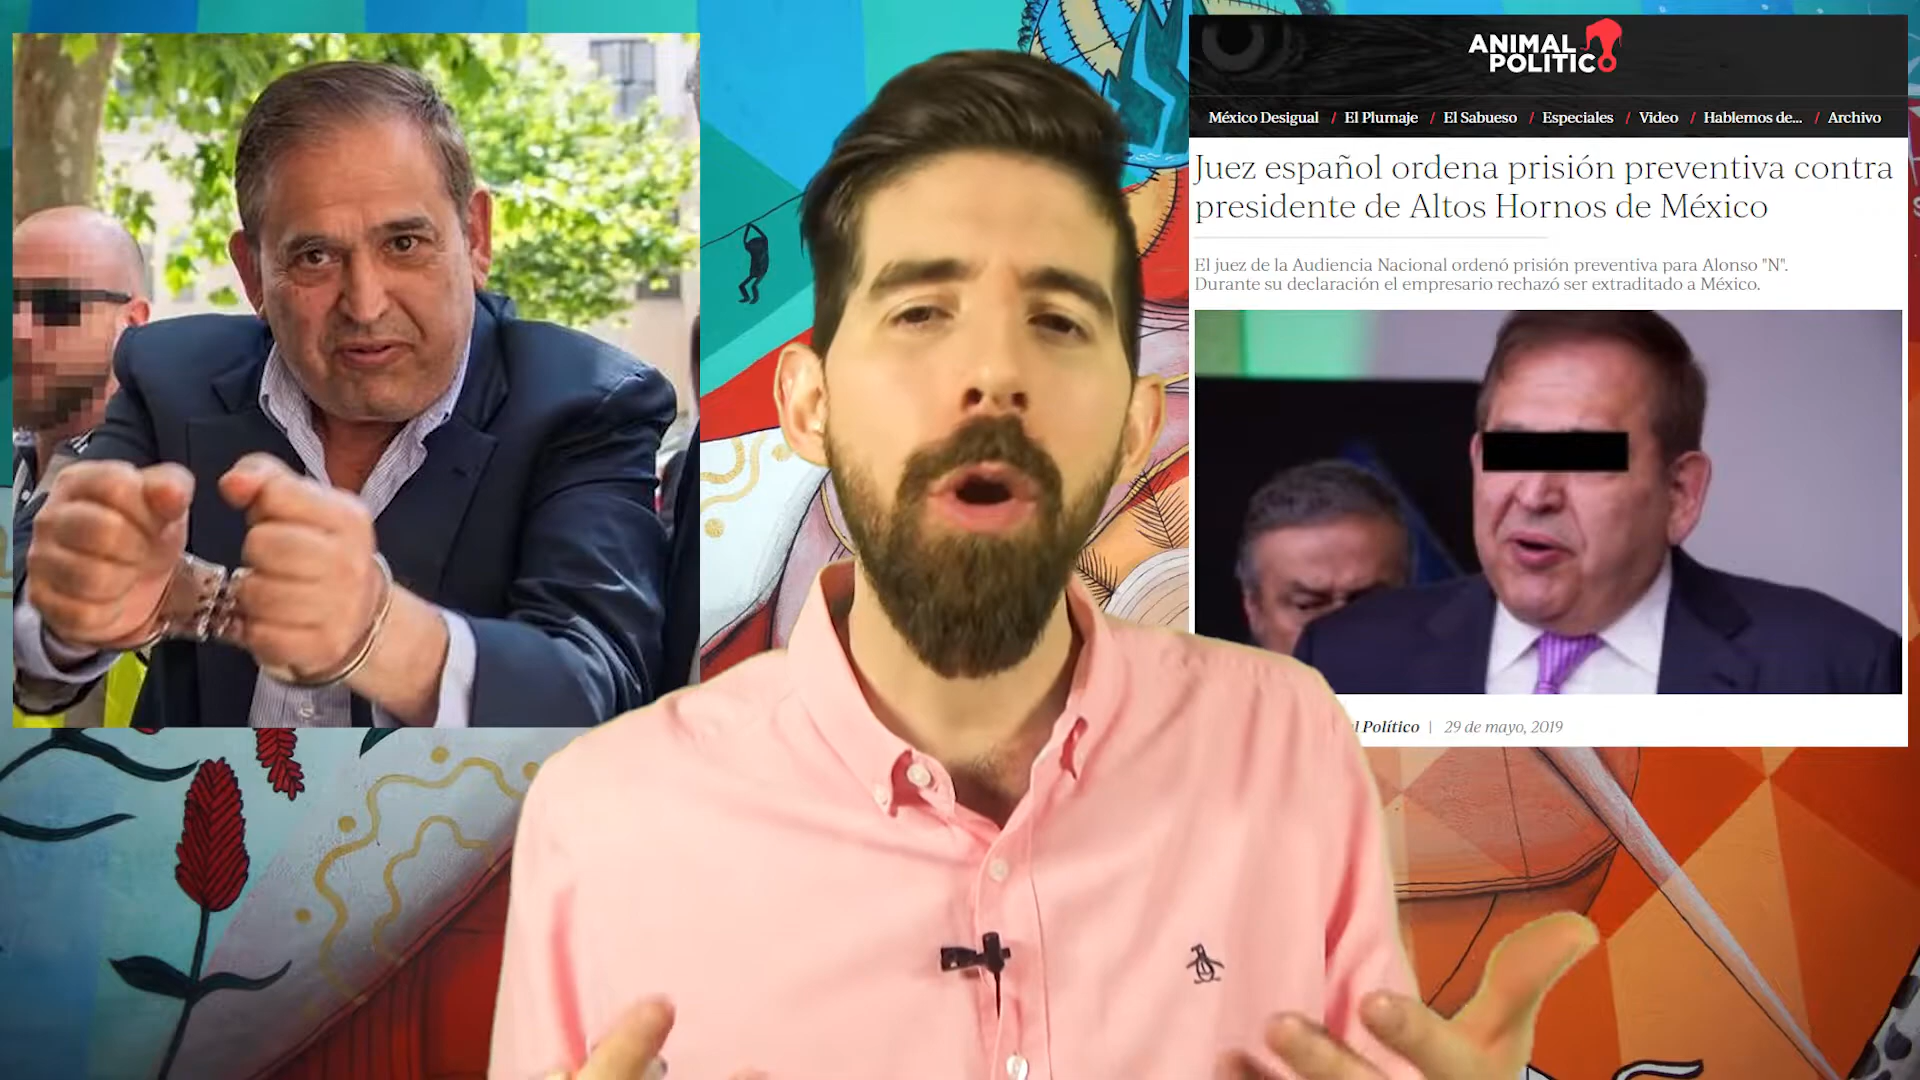 ANIMAL
POLITICO
México Desigual / El Plumaje / El Sabueso / Especiales / Video / Hablemos de... / Archivo
Juez español ordena prisión preventiva contra
presidente de Altos Hornos de México
El juez de la Audiencia Nacional ordenó prisión preventiva para Alonso "N".
Durante su declaración el empresario rechazó ser extraditado a México.
Político | 29 de mayo, 2019